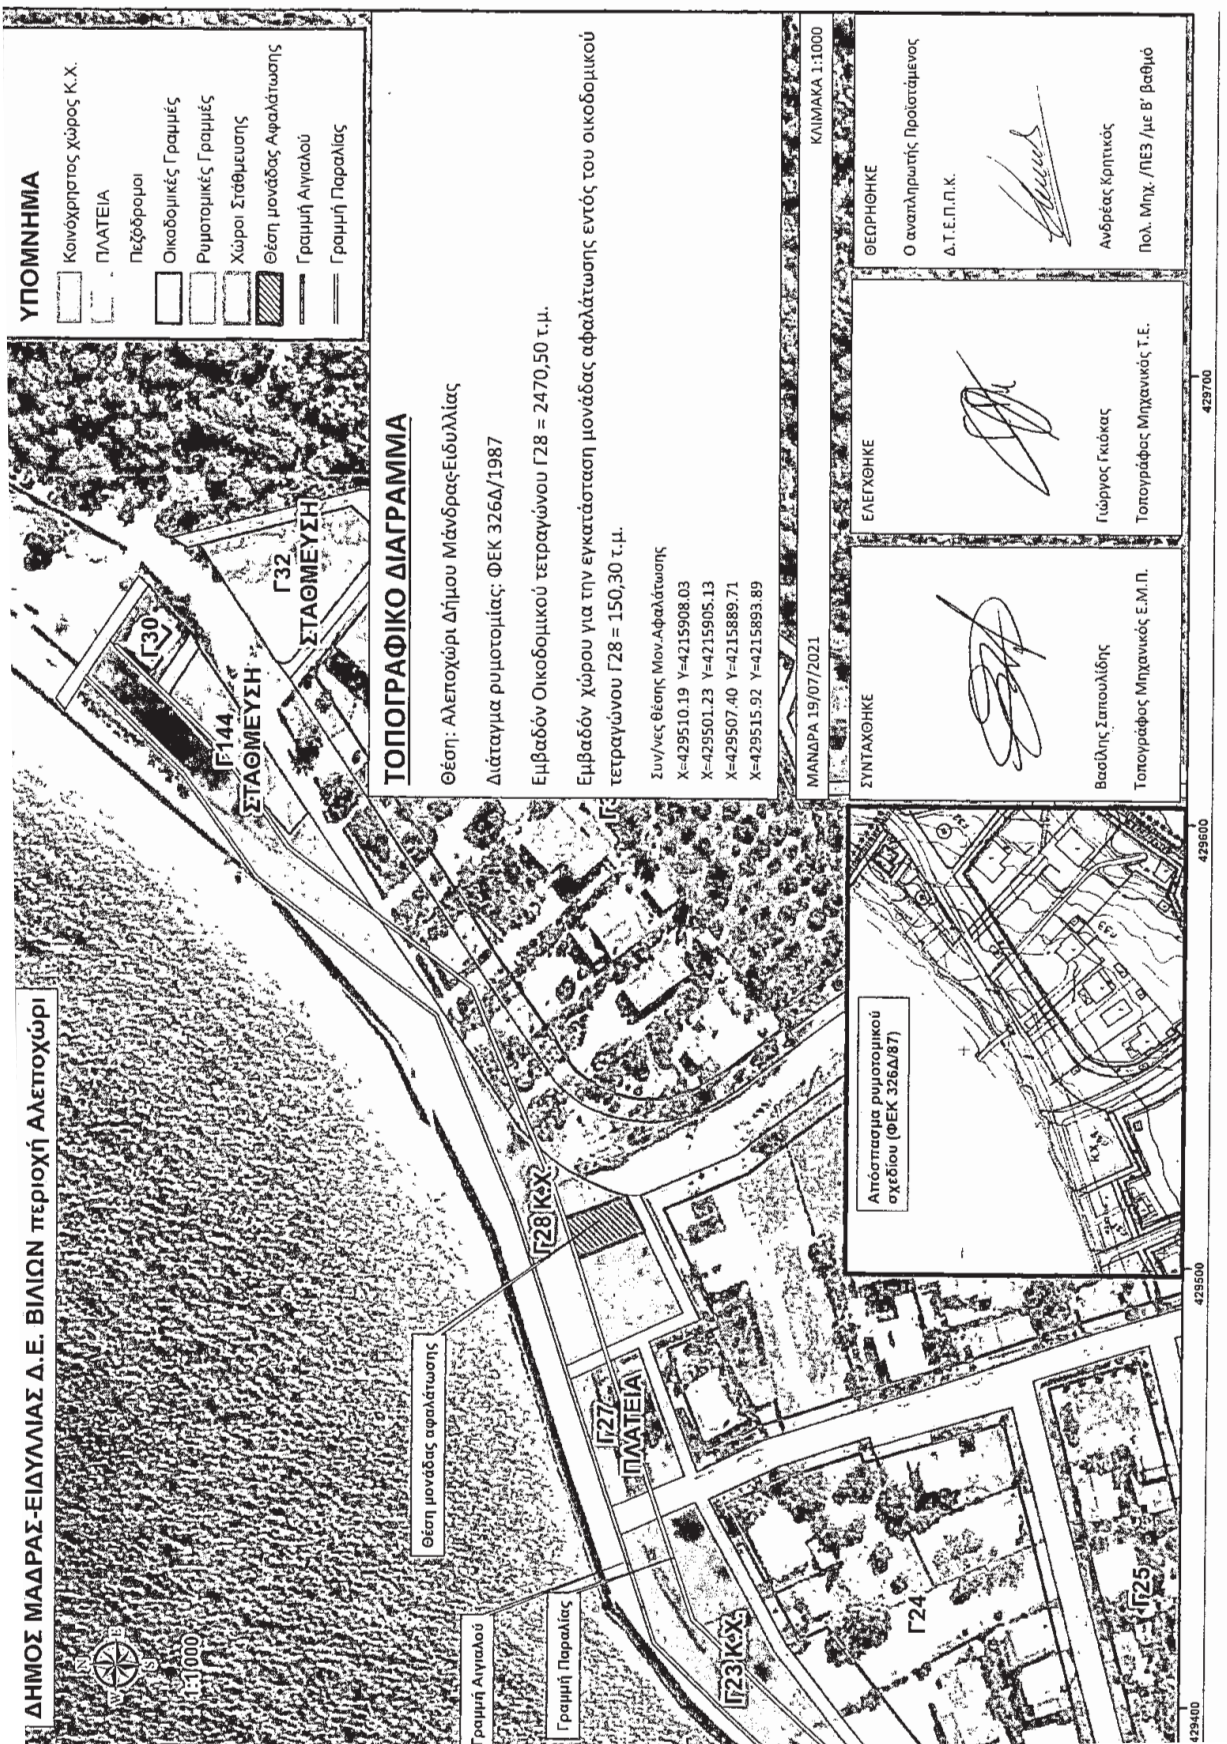 ΔΗΜΟΣ ΜΑΔΡΑΣ-ΕΙΔΥΛΛΙΑΣ Δ.Ε. ΒΙΛΙΩΝ περιοχή Αλεποχώρι
N
E
S
W
1:1000
ΥΠΟΜΝΗΜΑ
Κοινόχρηστος χώρος Κ.Χ.
ΠΛΑΤΕΙΑ
Πεζόδρομοι
Οικοδομικές Γραμμές
Ρυμοτομικές Γραμμές
Χώροι Στάθμευσης
Θέση μονάδας Αφαλάτωσης
Γραμμή Αιγιαλού
Γραμμή Παραλίας
Γ30
Γ144
ΣΤΑΘΜΕΥΣΗ
Γ32
ΣΤΑΘΜΕΥΣΗ
Θέση μονάδας αφαλάτωσης
Γ28 Κ.Χ.
Γ27
ΠΛΑΤΕΙΑ
Γραμμή Αιγιαλού
Γραμμή Παραλίας
Γ23 Κ.Χ.
Γ24
Γ25
ΤΟΠΟΓΡΑΦΙΚΟ ΔΙΑΓΡΑΜΜΑ
Θέση: Αλεποχώρι Δήμου Μάνδρας-Ειδυλλίας
Διάταγμα ρυμοτομίας: ΦΕΚ 326Δ/1987
Εμβαδόν Οικοδομικού τετραγώνου Γ28 = 2470,50 τ.μ.
Εμβαδόν χώρου για την εγκατάσταση μονάδας αφαλάτωσης εντός του οικοδομικού
τετραγώνου Γ28 = 150,30 τ.μ.
Συν/νες Θέσης Μον.Αφαλάτωσης
X=429510.19 Y=4215908.03
X=429501.23 Y=4215905.13
X=429507.40 Y=4215889.71
X=429515.92 Y=4215893.89
ΜΑΝΔΡΑ 19/07/2021
ΚΛΙΜΑΚΑ 1:1000
ΣΥΝΤΑΧΘΗΚΕ
Βασίλης Σαπουλίδης
Τοπογράφος Μηχανικός Ε.Μ.Π.
ΕΛΕΓΧΘΗΚΕ
Γιώργος Γκιόκας
Τοπογράφος Μηχανικός Τ.Ε.
ΘΕΩΡΗΘΗΚΕ
Ο αναπληρωτής Προϊστάμενος
Δ.Τ.Ε.Π.Π.Κ.
Ανδρέας Κρητικός
Πολ. Μηχ. /ΠΕ3 /με Β' βαθμό
Απόσπασμα ρυμοτομικού
σχεδίου (ΦΕΚ 326Δ/87)
429400
429500
429600
429700